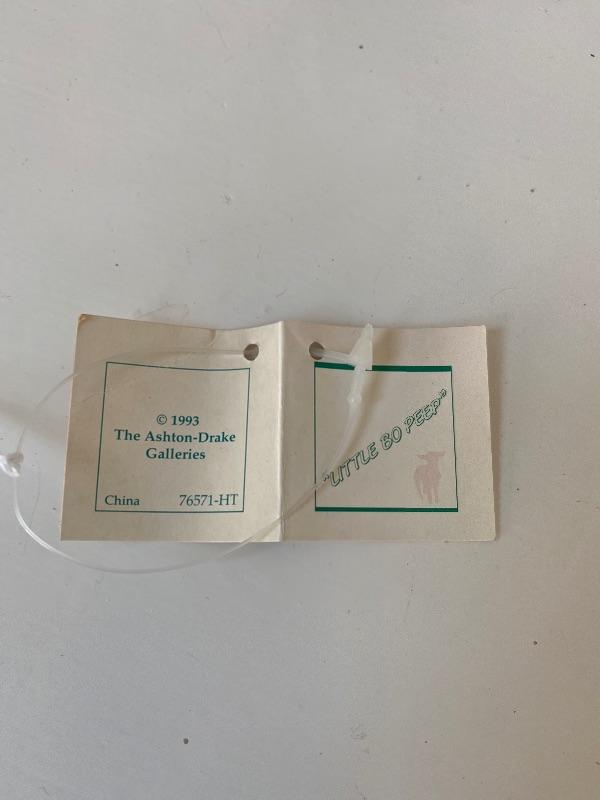 © 1993
The Ashton-Drake
Galleries
China 76571-HT
"LITTLE BO PEEP"